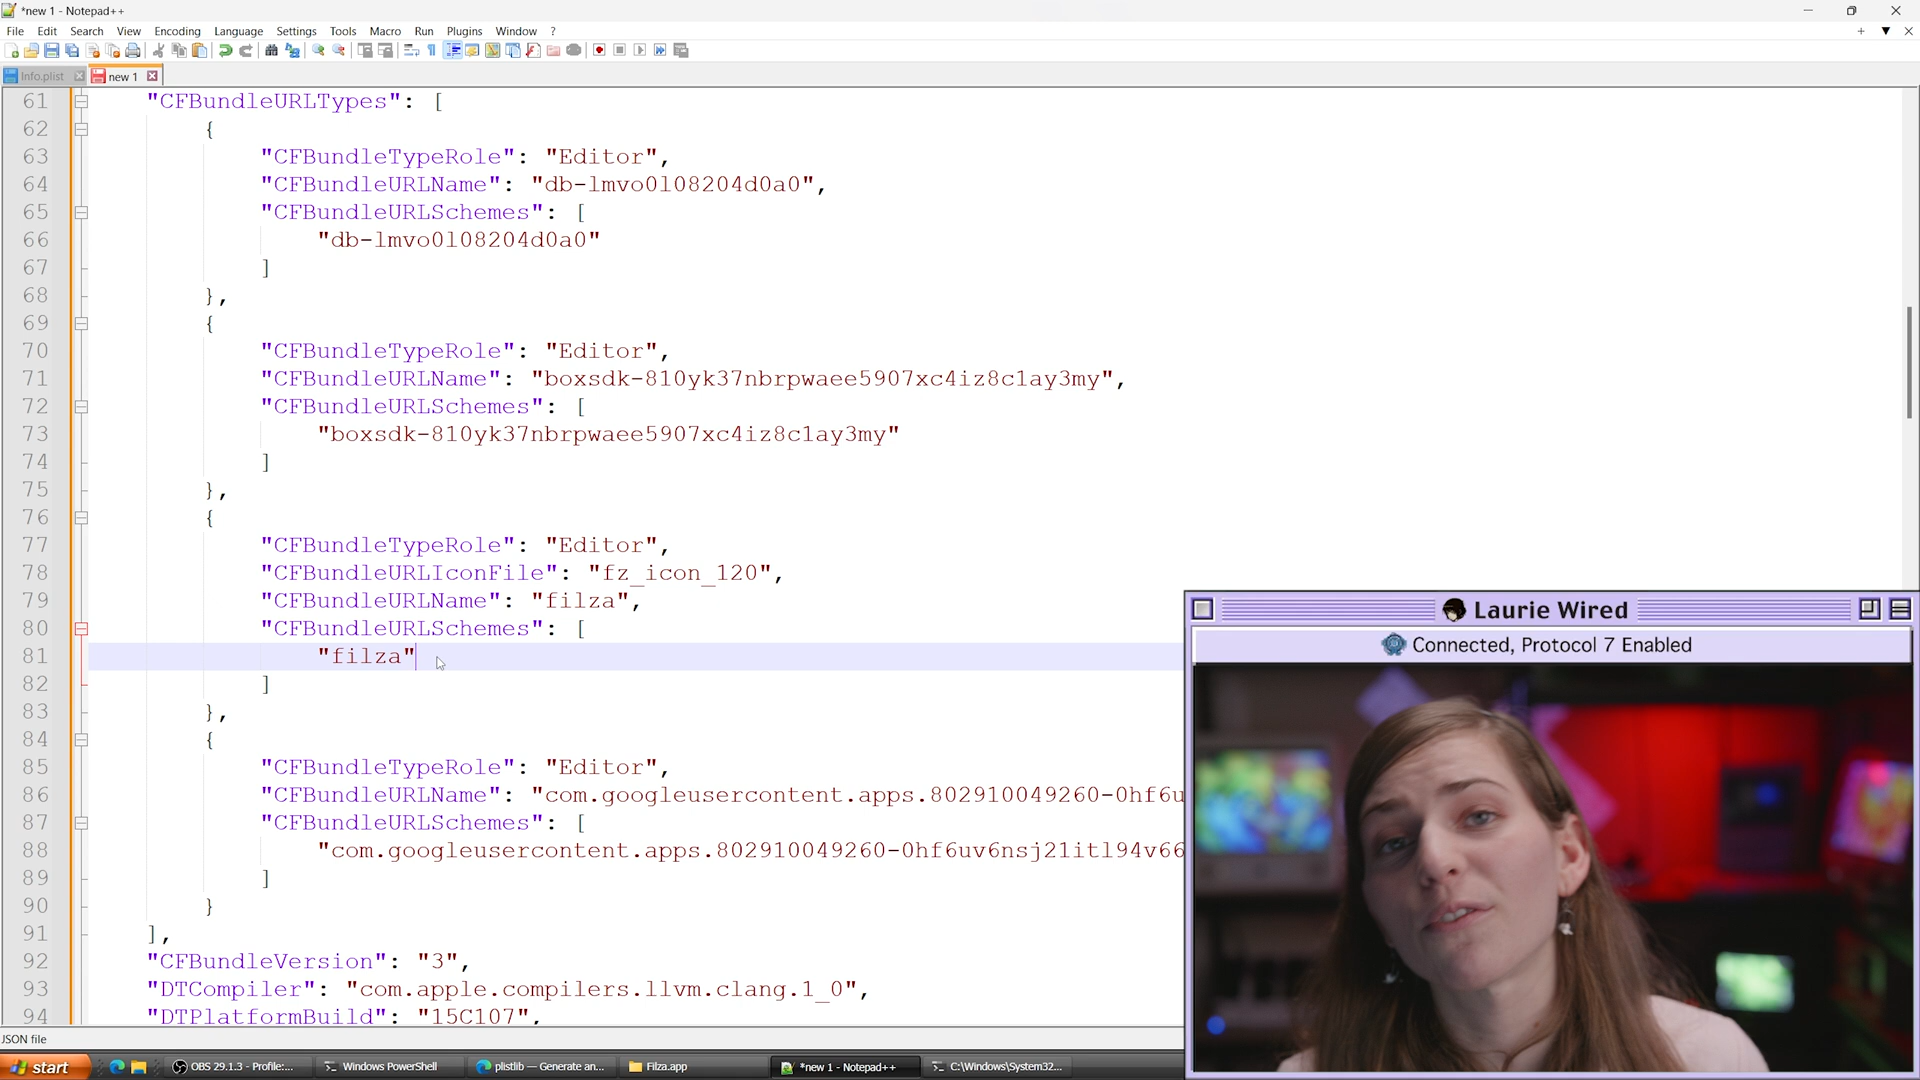 *new 1 - Notepad++
File Edit Search View Encoding Language Settings Tools Macro Run Plugins Window ?
Info.plist new 1
61 "CFBundleURLTypes": [
62 {
63 "CFBundleTypeRole": "Editor",
64 "CFBundleURLName": "db-lmvo0l08204d0a0",
65 "CFBundleURLSchemes": [
66 "db-lmvo0l08204d0a0"
67 ]
68 },
69 {
70 "CFBundleTypeRole": "Editor",
71 "CFBundleURLName": "boxsdk-810yk37nbrpwaee5907xc4iz8c1ay3my",
72 "CFBundleURLSchemes": [
73 "boxsdk-810yk37nbrpwaee5907xc4iz8c1ay3my"
74 ]
75 },
76 {
77 "CFBundleTypeRole": "Editor",
78 "CFBundleURLIconFile": "fz_icon_120",
79 "CFBundleURLName": "filza",
80 "CFBundleURLSchemes": [
81 "filza"
82 ]
83 },
84 {
85 "CFBundleTypeRole": "Editor",
86 "CFBundleURLName": "com.googleusercontent.apps.802910049260-0hf6u
87 "CFBundleURLSchemes": [
88 "com.googleusercontent.apps.802910049260-0hf6uv6nsj21itl94v66
89 ]
90 }
91 ],
92 "CFBundleVersion": "3",
93 "DTCompiler": "com.apple.compilers.llvm.clang.1_0",
94 "DTPlatformBuild": "15C107",
Laurie Wired
Connected, Protocol 7 Enabled
JSON file
start OBS 29.1.3 - Profile:... Windows PowerShell plistlib — Generate an... Filza.app *new 1 - Notepad++ C:\Windows\System32...